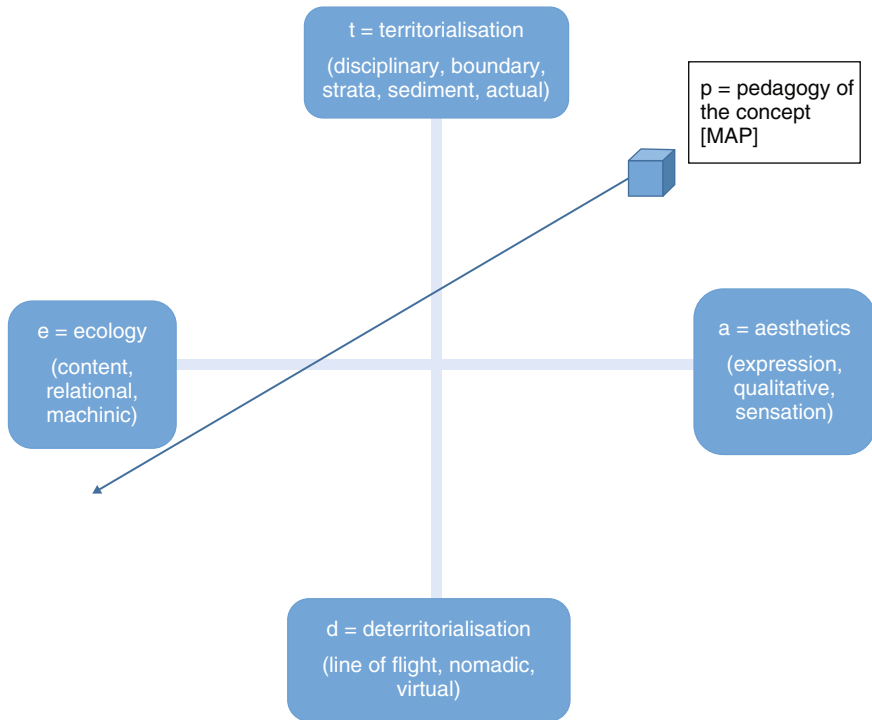 t = territorialisation
(disciplinary, boundary,
strata, sediment, actual)
p = pedagogy of
the concept
[MAP]
e = ecology
(content,
relational,
machinic)
a = aesthetics
(expression,
qualitative,
sensation)
d = deterritorialisation
(line of flight, nomadic,
virtual)